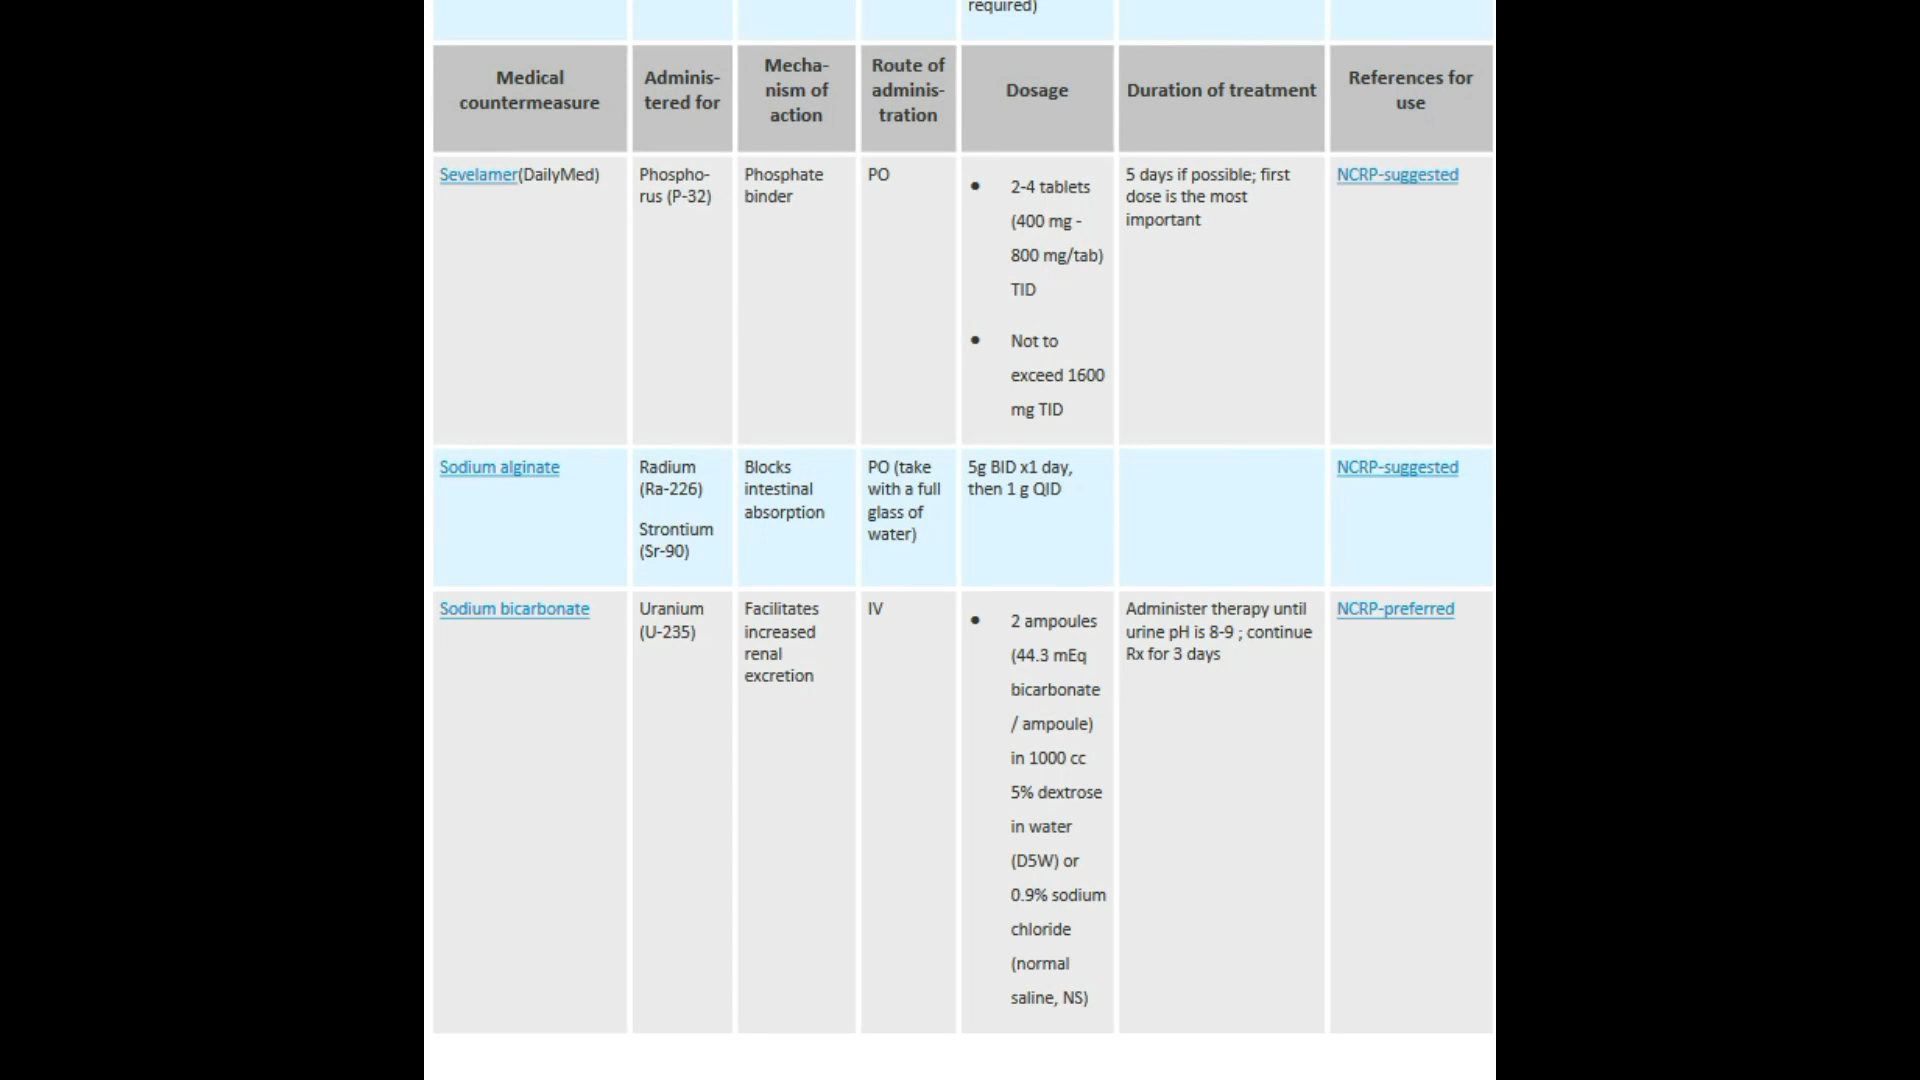 required)
Medical countermeasure
Adminis-
tered for
Mecha-
nism of
action
Route of
adminis-
tration
Dosage
Duration of treatment
References for
use
Sevelamer(DailyMed)
Phospho-
rus (P-32)
Phosphate
binder
PO
● 2-4 tablets
(400 mg -
800 mg/tab)
TID
● Not to
exceed 1600
mg TID
5 days if possible; first
dose is the most
important
NCRP-suggested
Sodium alginate
Radium
(Ra-226)
Strontium
(Sr-90)
Blocks
intestinal
absorption
PO (take
with a full
glass of
water)
5g BID x1 day,
then 1 g QID
NCRP-suggested
Sodium bicarbonate
Uranium
(U-235)
Facilitates
increased
renal
excretion
IV
● 2 ampoules
(44.3 mEq
bicarbonate
/ ampoule)
in 1000 cc
5% dextrose
in water
(D5W) or
0.9% sodium
chloride
(normal
saline, NS)
Administer therapy until
urine pH is 8-9 ; continue
Rx for 3 days
NCRP-preferred